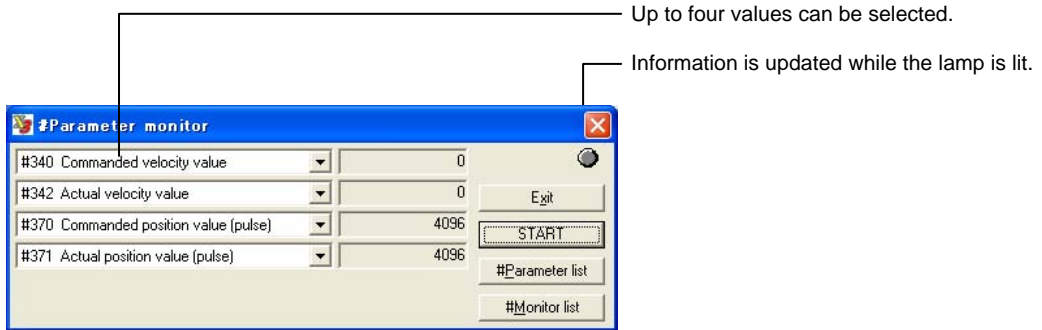 Up to four values can be selected.
Information is updated while the lamp is lit.
#Parameter monitor
#340 Commanded velocity value 0
#342 Actual velocity value 0
Exit
#370 Commanded position value (pulse) 4096
START
#371 Actual position value (pulse) 4096
#Parameter list
#Monitor list